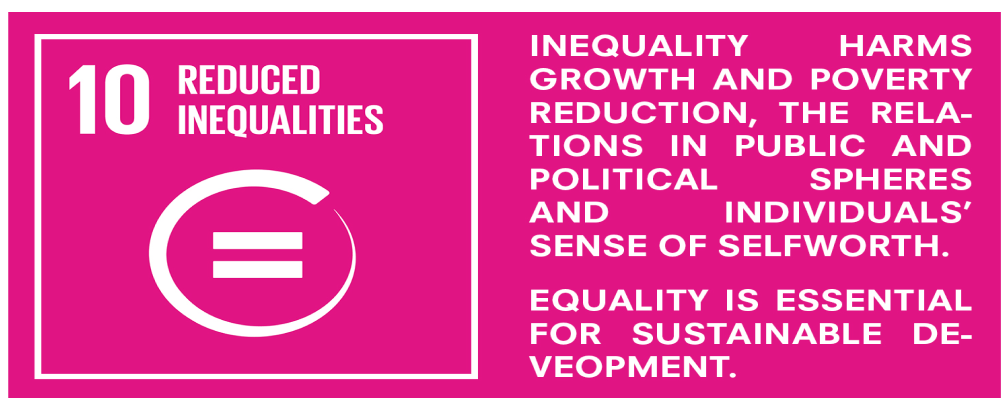 10 REDUCED
INEQUALITIES
=
INEQUALITY HARMS
GROWTH AND POVERTY
REDUCTION, THE RELA-
TIONS IN PUBLIC AND
POLITICAL SPHERES
AND INDIVIDUALS’
SENSE OF SELFWORTH.
EQUALITY IS ESSENTIAL
FOR SUSTAINABLE DE-
VEOPMENT.